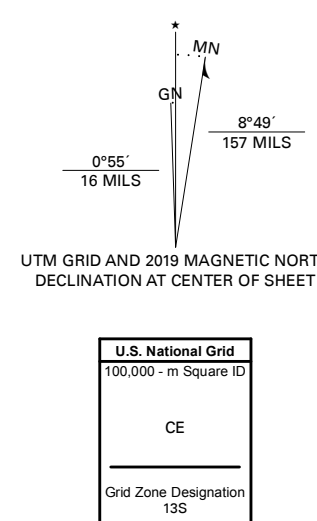 ★
MN
GN
8°49´
157 MILS
0°55´
16 MILS
UTM GRID AND 2019 MAGNETIC NORT
DECLINATION AT CENTER OF SHEET
U.S. National Grid
100,000 - m Square ID
CE
Grid Zone Designation
13S